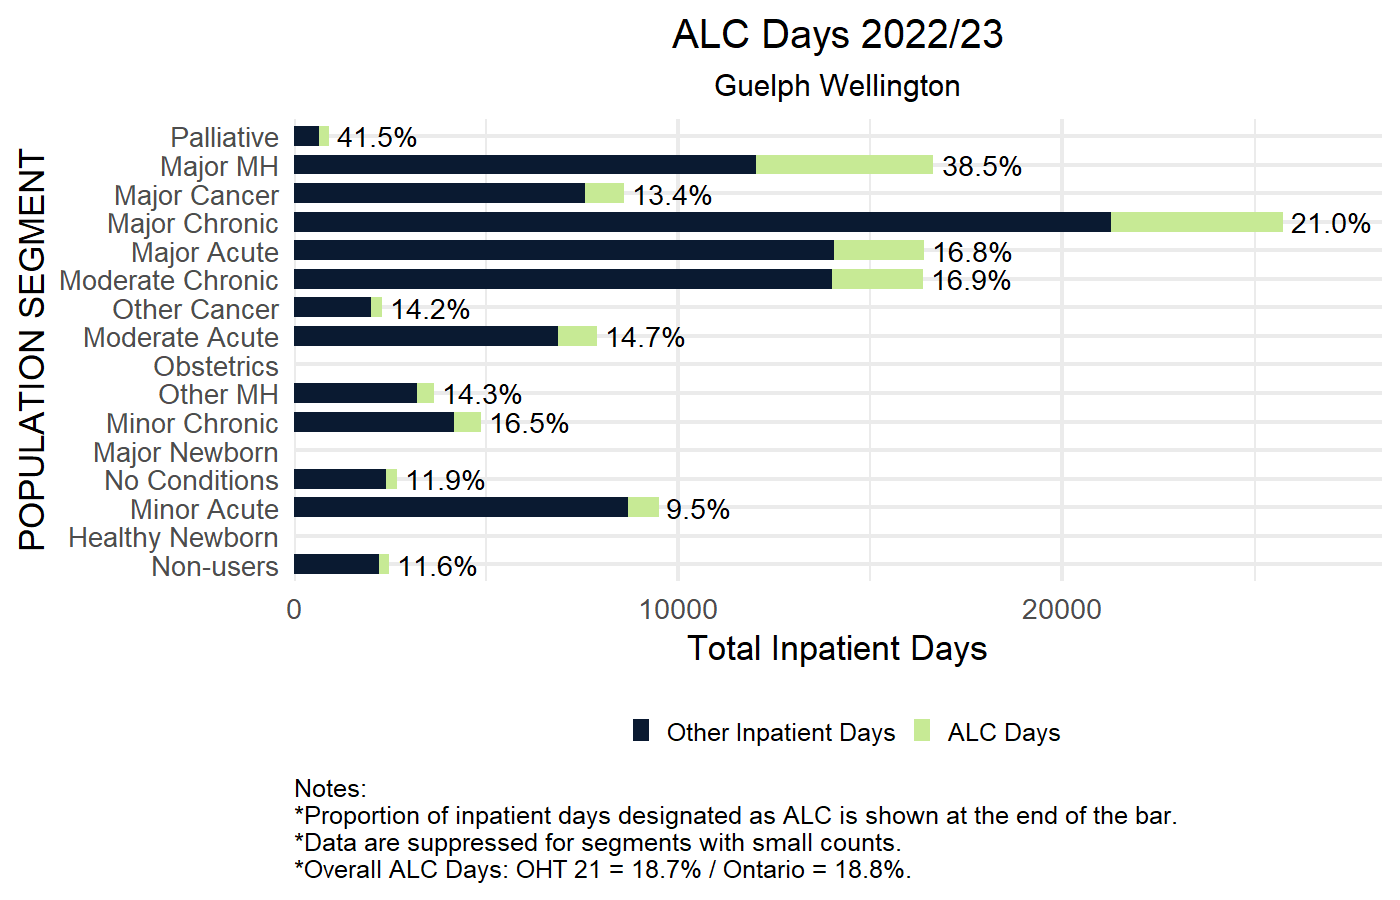 ALC Days 2022/23
Guelph Wellington
POPULATION SEGMENT
Palliative 41.5%
Major MH 38.5%
Major Cancer 13.4%
Major Chronic 21.0%
Major Acute 16.8%
Moderate Chronic 16.9%
Other Cancer 14.2%
Moderate Acute 14.7%
Obstetrics
Other MH 14.3%
Minor Chronic 16.5%
Major Newborn
No Conditions 11.9%
Minor Acute 9.5%
Healthy Newborn
Non-users 11.6%
0 10000 20000
Total Inpatient Days
Other Inpatient Days ALC Days
Notes:
*Proportion of inpatient days designated as ALC is shown at the end of the bar.
*Data are suppressed for segments with small counts.
*Overall ALC Days: OHT 21 = 18.7% / Ontario = 18.8%.